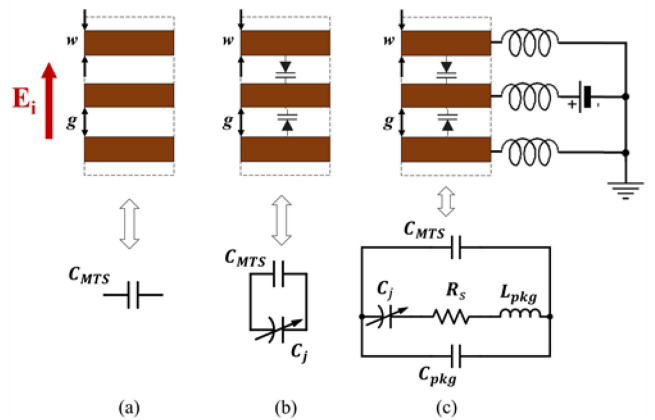 w
w
w
E_i
g
g
g
+ -
C_MTS
C_MTS
C_MTS
C_j
R_s
L_pkg
C_j
C_pkg
(a)
(b)
(c)